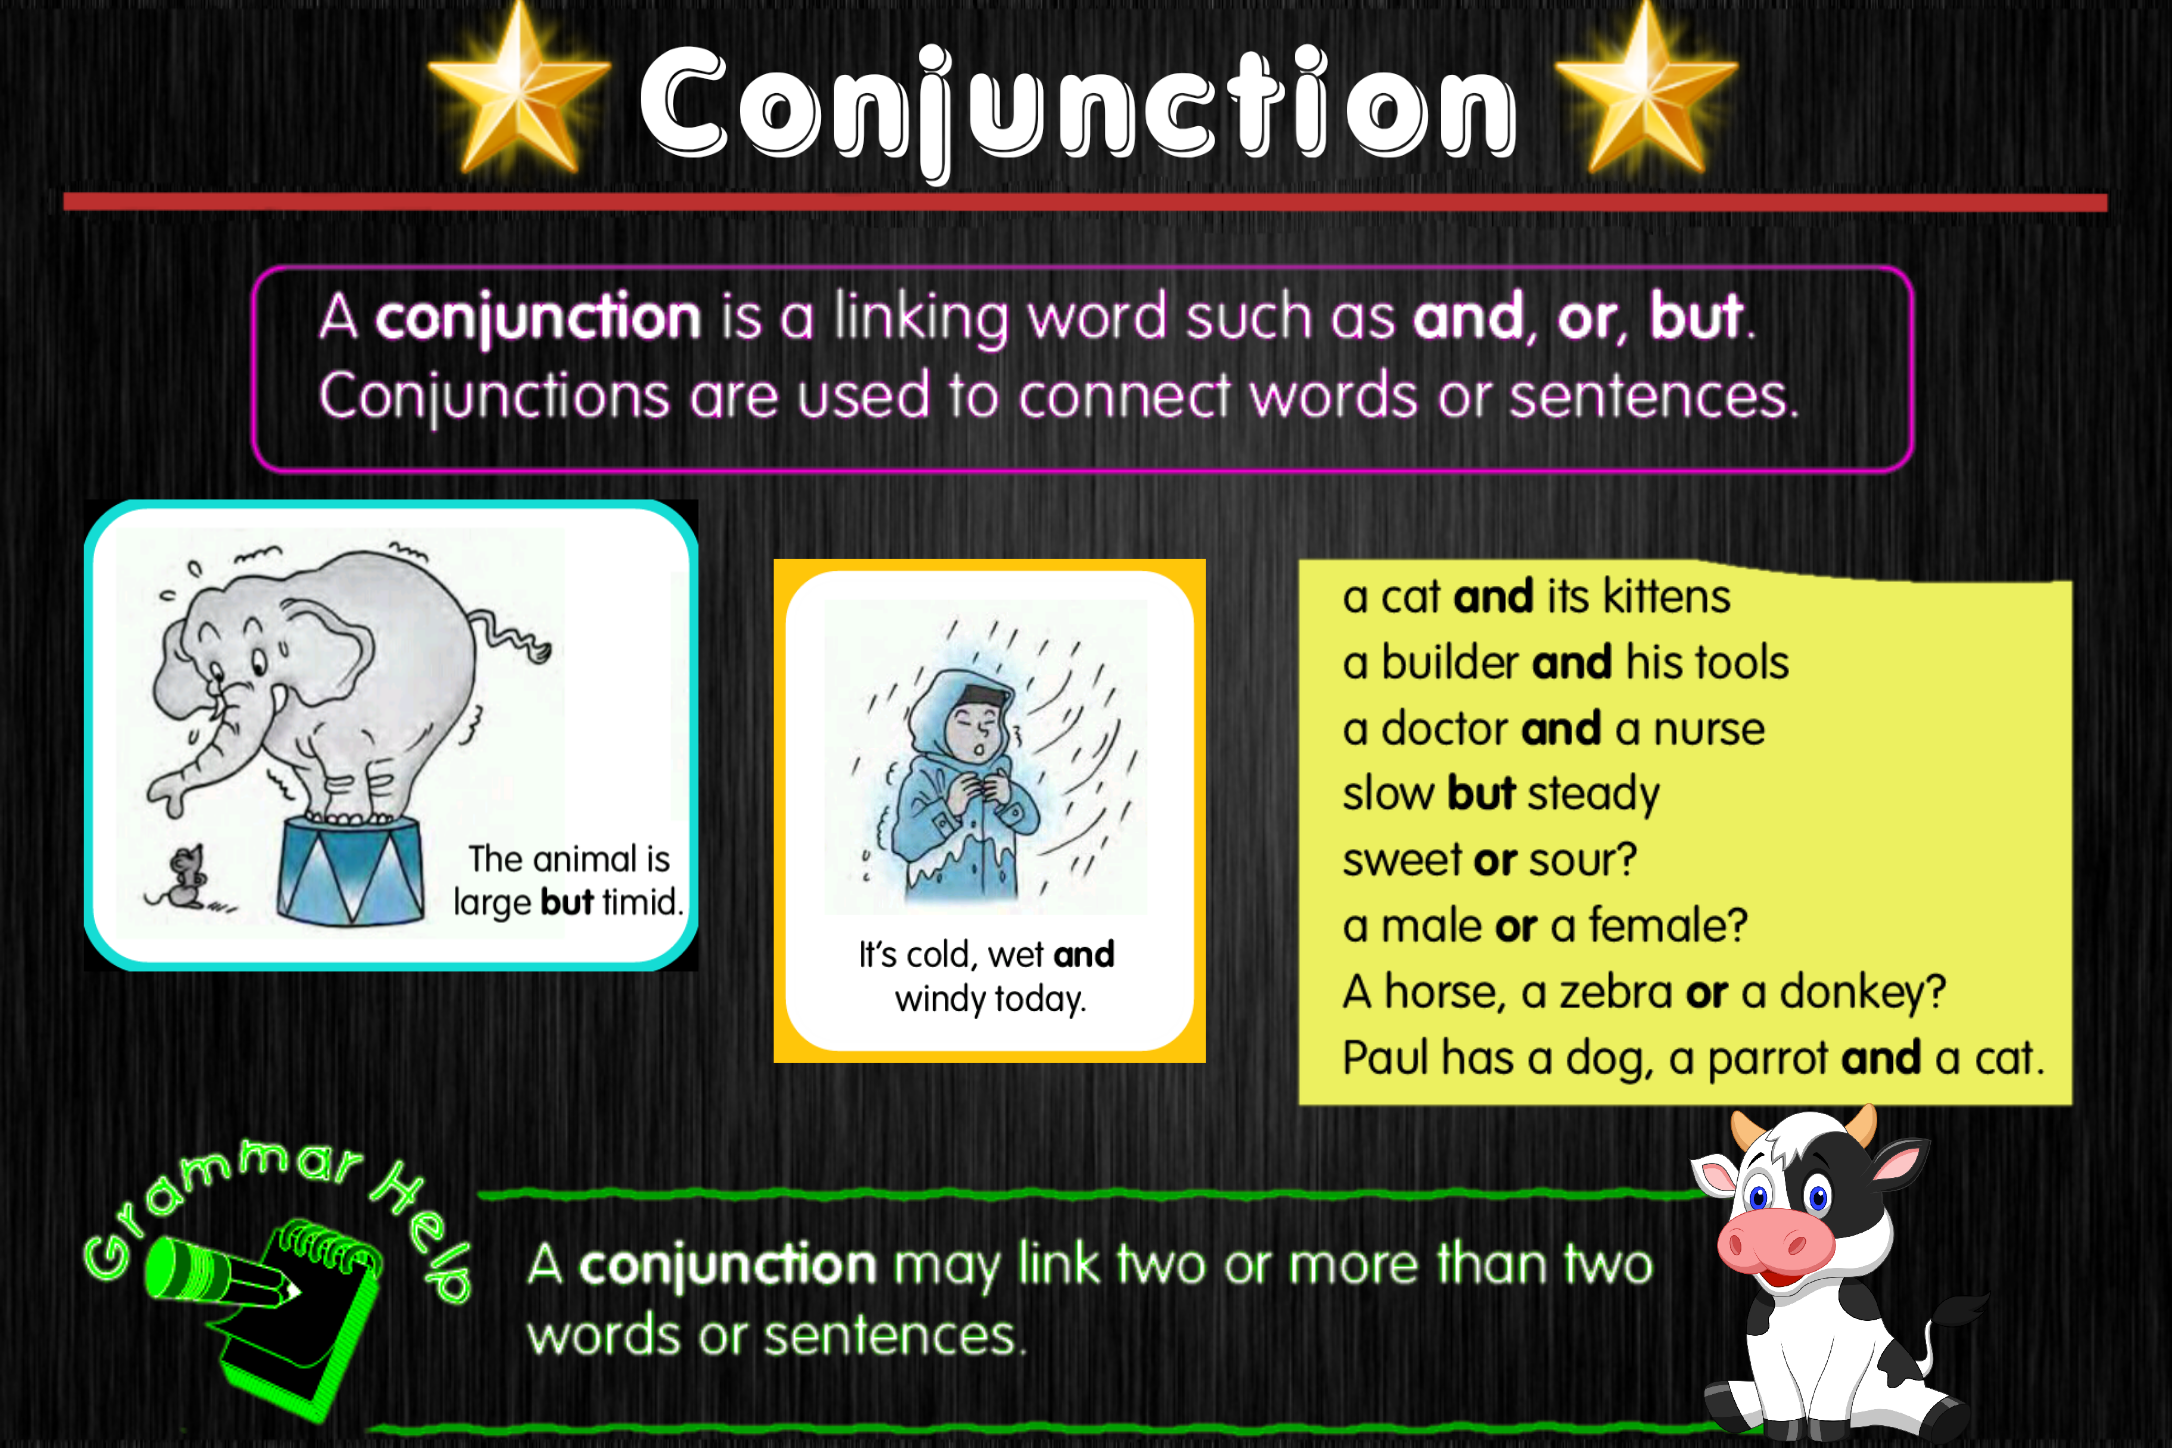 Conjunction
A conjunction is a linking word such as and, or, but.
Conjunctions are used to connect words or sentences.
The animal is
large but timid.
It's cold, wet and
windy today.
a cat and its kittens
a builder and his tools
a doctor and a nurse
slow but steady
sweet or sour?
a male or a female?
A horse, a zebra or a donkey?
Paul has a dog, a parrot and a cat.
Grammar Help
A conjunction may link two or more than two
words or sentences.